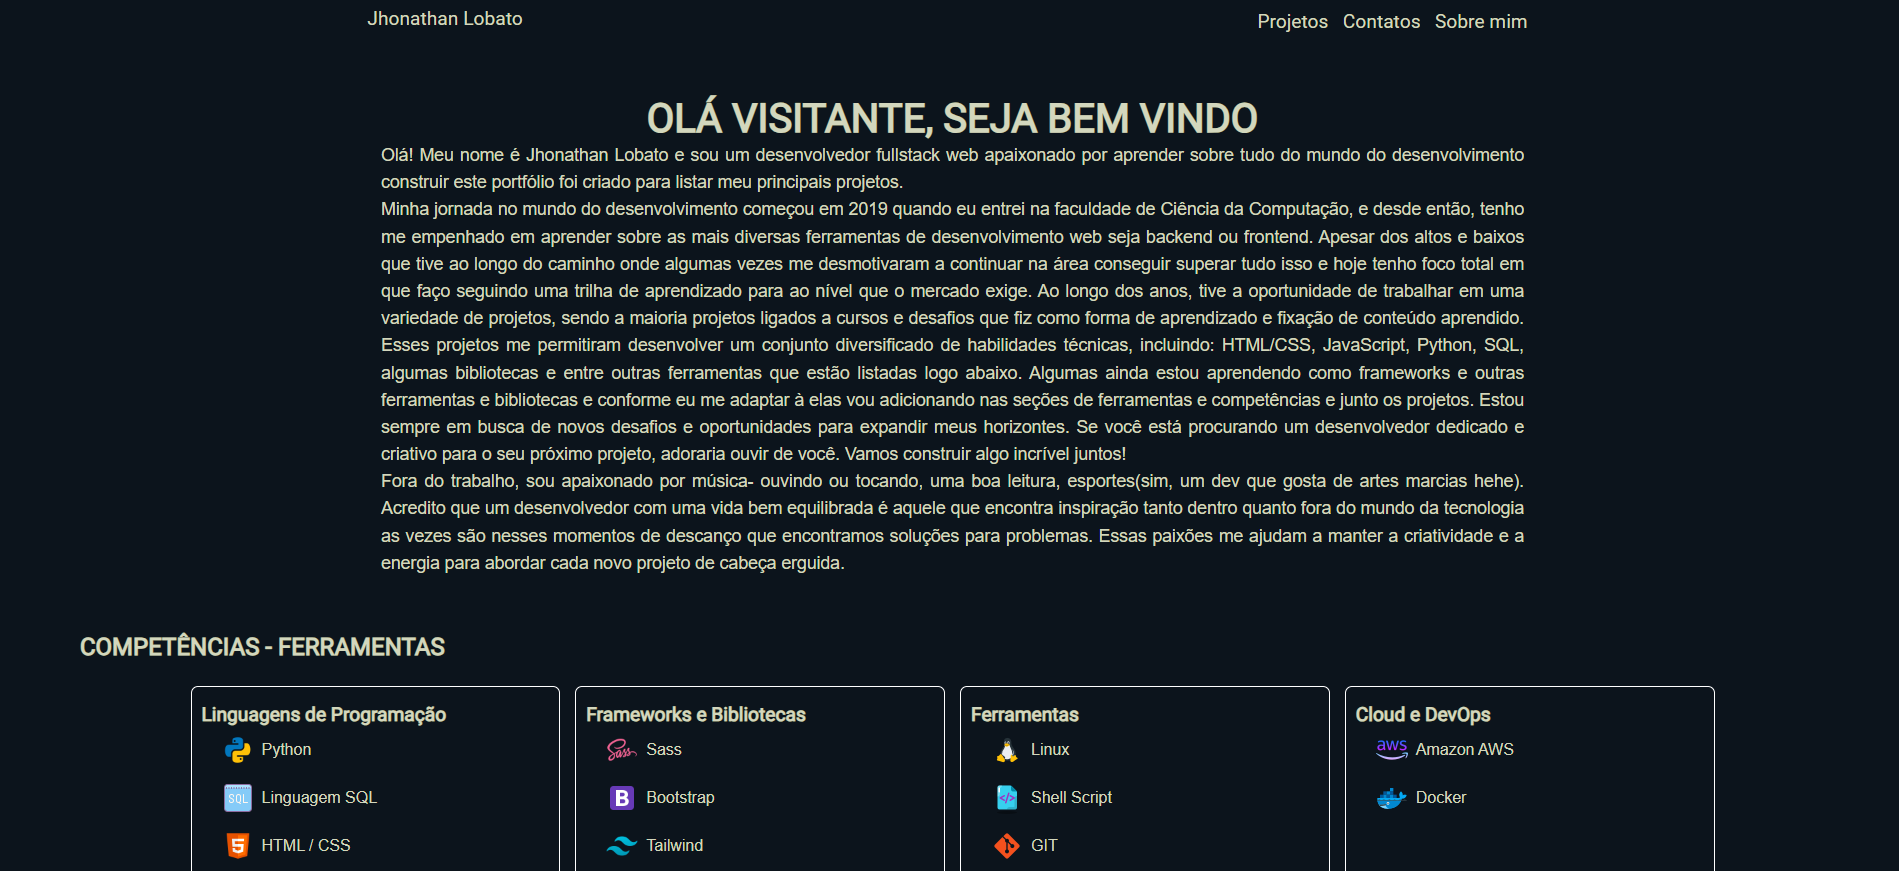 Jhonathan Lobato
Projetos Contatos Sobre mim
OLÁ VISITANTE, SEJA BEM VINDO
Olá! Meu nome é Jhonathan Lobato e sou um desenvolvedor fullstack web apaixonado por aprender sobre tudo do mundo do desenvolvimento
construir este portfólio foi criado para listar meu principais projetos.
Minha jornada no mundo do desenvolvimento começou em 2019 quando eu entrei na faculdade de Ciência da Computação, e desde então, tenho
me empenhado em aprender sobre as mais diversas ferramentas de desenvolvimento web seja backend ou frontend. Apesar dos altos e baixos
que tive ao longo do caminho onde algumas vezes me desmotivaram a continuar na área conseguir superar tudo isso e hoje tenho foco total em
que faço seguindo uma trilha de aprendizado para ao nível que o mercado exige. Ao longo dos anos, tive a oportunidade de trabalhar em uma
variedade de projetos, sendo a maioria projetos ligados a cursos e desafios que fiz como forma de aprendizado e fixação de conteúdo aprendido.
Esses projetos me permitiram desenvolver um conjunto diversificado de habilidades técnicas, incluindo: HTML/CSS, JavaScript, Python, SQL,
algumas bibliotecas e entre outras ferramentas que estão listadas logo abaixo. Algumas ainda estou aprendendo como frameworks e outras
ferramentas e bibliotecas e conforme eu me adaptar à elas vou adicionando nas seções de ferramentas e competências e junto os projetos. Estou
sempre em busca de novos desafios e oportunidades para expandir meus horizontes. Se você está procurando um desenvolvedor dedicado e
criativo para o seu próximo projeto, adoraria ouvir de você. Vamos construir algo incrível juntos!
Fora do trabalho, sou apaixonado por música- ouvindo ou tocando, uma boa leitura, esportes(sim, um dev que gosta de artes marcias hehe).
Acredito que um desenvolvedor com uma vida bem equilibrada é aquele que encontra inspiração tanto dentro quanto fora do mundo da tecnologia
as vezes são nesses momentos de descanço que encontramos soluções para problemas. Essas paixões me ajudam a manter a criatividade e a
energia para abordar cada novo projeto de cabeça erguida.
COMPETÊNCIAS - FERRAMENTAS
Linguagens de Programação
Python
SQL Linguagem SQL
HTML / CSS
Frameworks e Bibliotecas
Sass Sass
B Bootstrap
Tailwind
Ferramentas
Linux
Shell Script
GIT
Cloud e DevOps
aws Amazon AWS
Docker